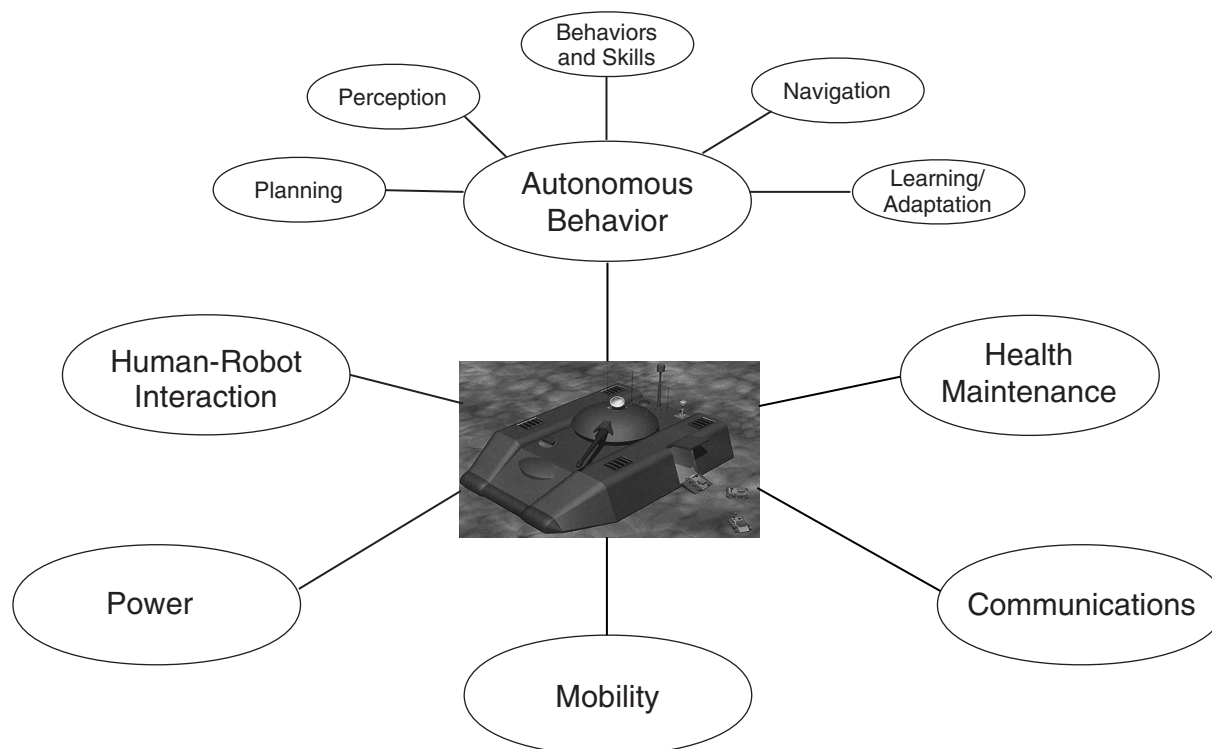 Behaviors
and Skills
Perception
Navigation
Planning
Autonomous
Behavior
Learning/
Adaptation
Human-Robot
Interaction
Health
Maintenance
Power
Communications
Mobility